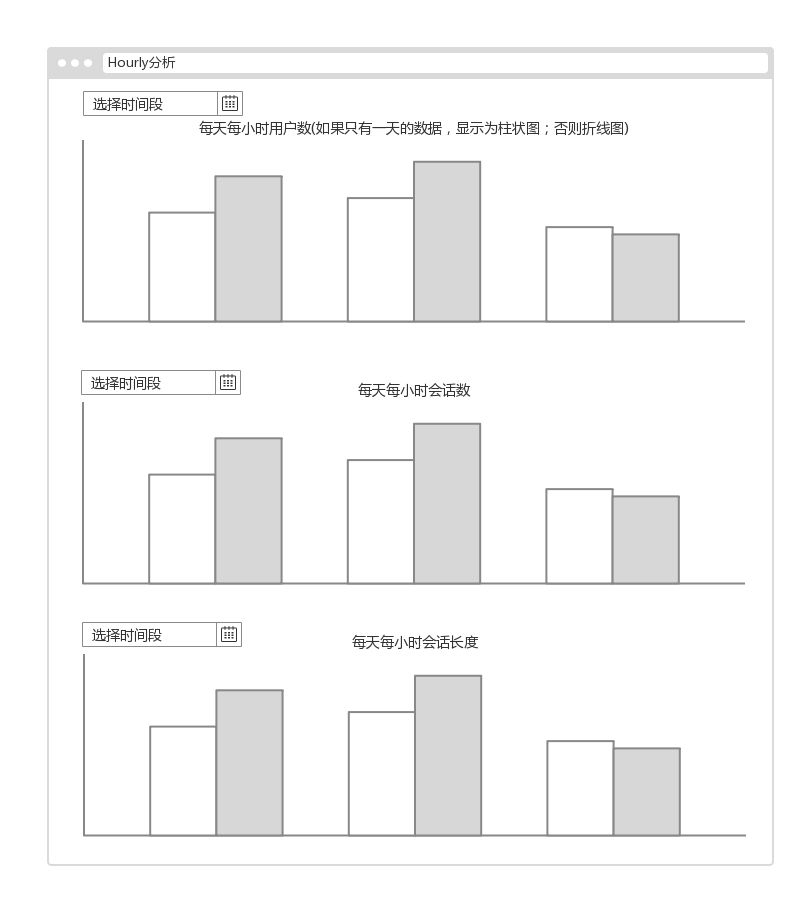 Hourly分析
选择时间段
每天每小时用户数(如果只有一天的数据，显示为柱状图；否则折线图)
选择时间段
每天每小时会话数
选择时间段
每天每小时会话长度